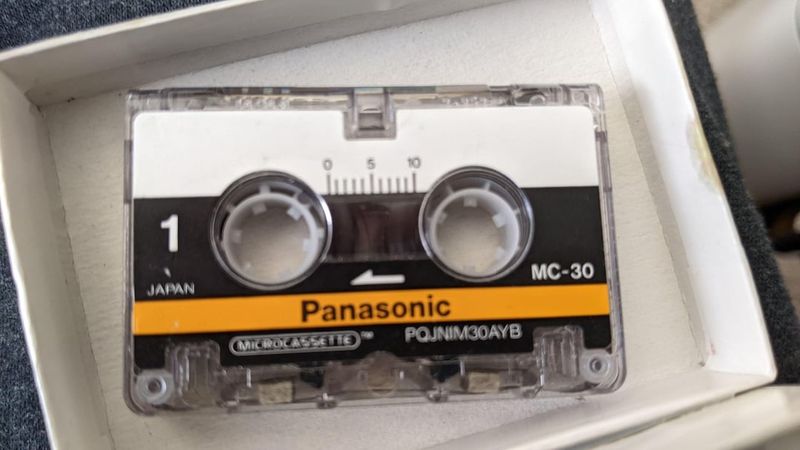 0 5 10
1
JAPAN
MC-30
Panasonic
MICROCASSETTE™
PQJNIM30AYB